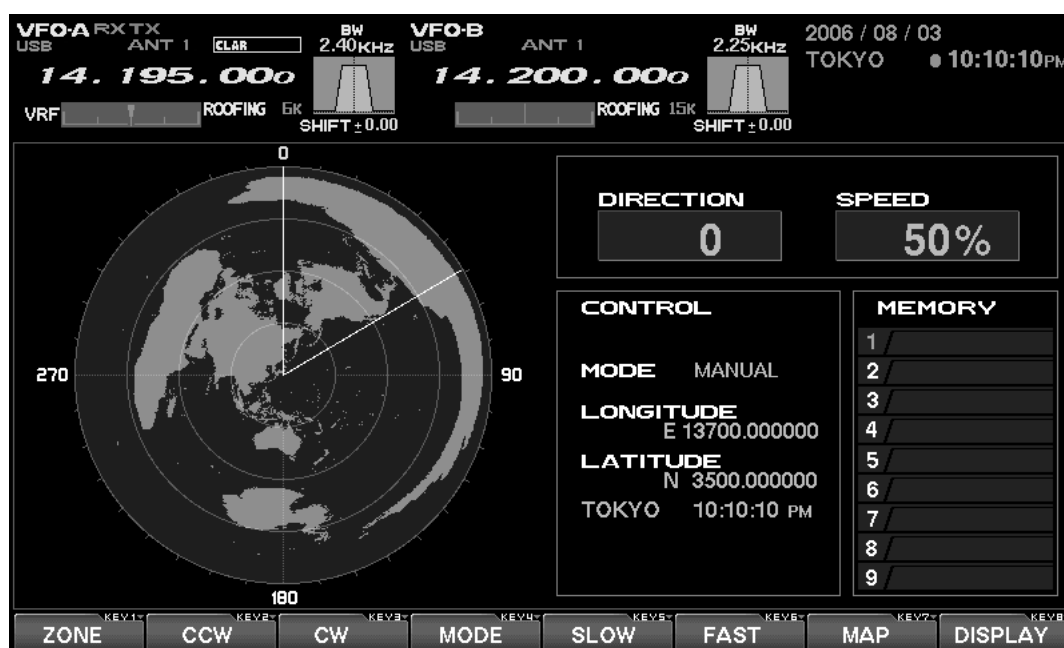 VFO-A RX TX
USB ANT 1 CLAR
BW
2.40KHZ
14. 195. 00o
VRF
ROOFING 6K
SHIFT ± 0.00
VFO-B
USB ANT 1
BW
2.25KHZ
14. 200. 00o
ROOFING 15K
SHIFT ± 0.00
2006 / 08 / 03
TOKYO 10:10:10PM
0
270
90
180
DIRECTION
0
SPEED
50%
CONTROL
MODE MANUAL
LONGITUDE
E 13700.000000
LATITUDE
N 3500.000000
TOKYO 10:10:10 PM
MEMORY
1
2
3
4
5
6
7
8
9
KEY1 KEY2 KEY3 KEY4 KEY5 KEY6 KEY7 KEY8
ZONE CCW CW MODE SLOW FAST MAP DISPLAY